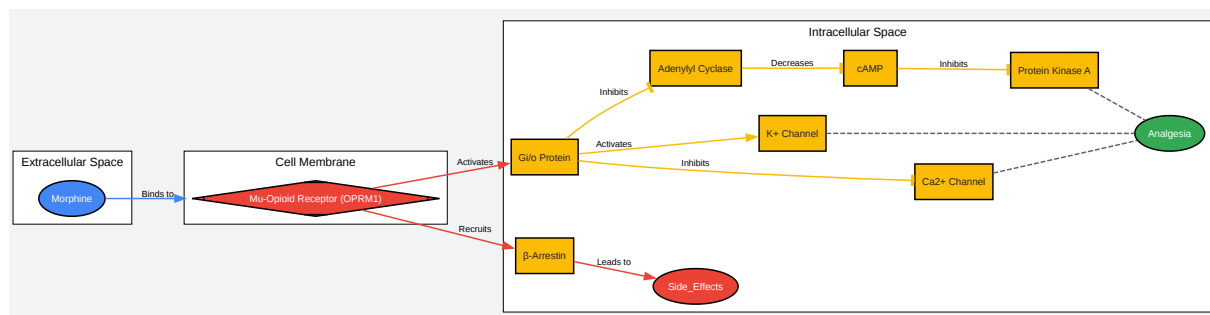 Intracellular Space
Adenylyl Cyclase
Decreases
cAMP
Inhibits
Protein Kinase A
Inhibits
K+ Channel
Analgesia
Activates
Gi/o Protein
Inhibits
Ca2+ Channel
Extracellular Space
Morphine
Binds to
Cell Membrane
Mu-Opioid Receptor (OPRM1)
Activates
Recruits
β-Arrestin
Leads to
Side_Effects